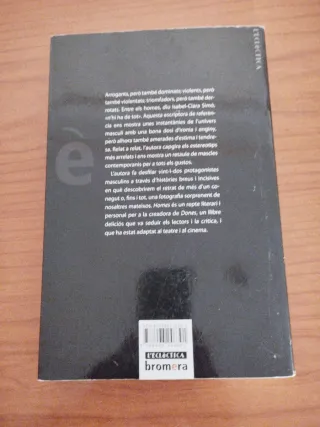 L'ECLÈCTICA
Arrogants, però també dominats; violents, però
també violentats; triomfadors, però també der-
rotats. Entre els homes, diu Isabel-Clara Simó,
«n'hi ha de tot». Aquesta escriptora de referèn-
cia ens mostra unes instantànies de l'univers
masculí amb una bona dosi d'ironia i enginy,
però alhora també amerades d'estima i tendre-
sa. Relat a relat, l'autora capgira els estereotips
més arrelats i ens mostra un retaule de mascles
contemporanis per a tots els gustos.
L'autora fa desfilar vint-i-dos protagonistes
masculins a través d'històries breus i incisives
en què descobrirem el retrat de més d'un co-
negut o, fins i tot, una fotografia sorprenent de
nosaltres mateixos. Homes és un repte literari i
personal per a la creadora de Dones, un llibre
deliciós que va seduir els lectors i la crítica, i
que ha estat adaptat al teatre i al cinema.
è
L'ECLÈCTICA
bromera